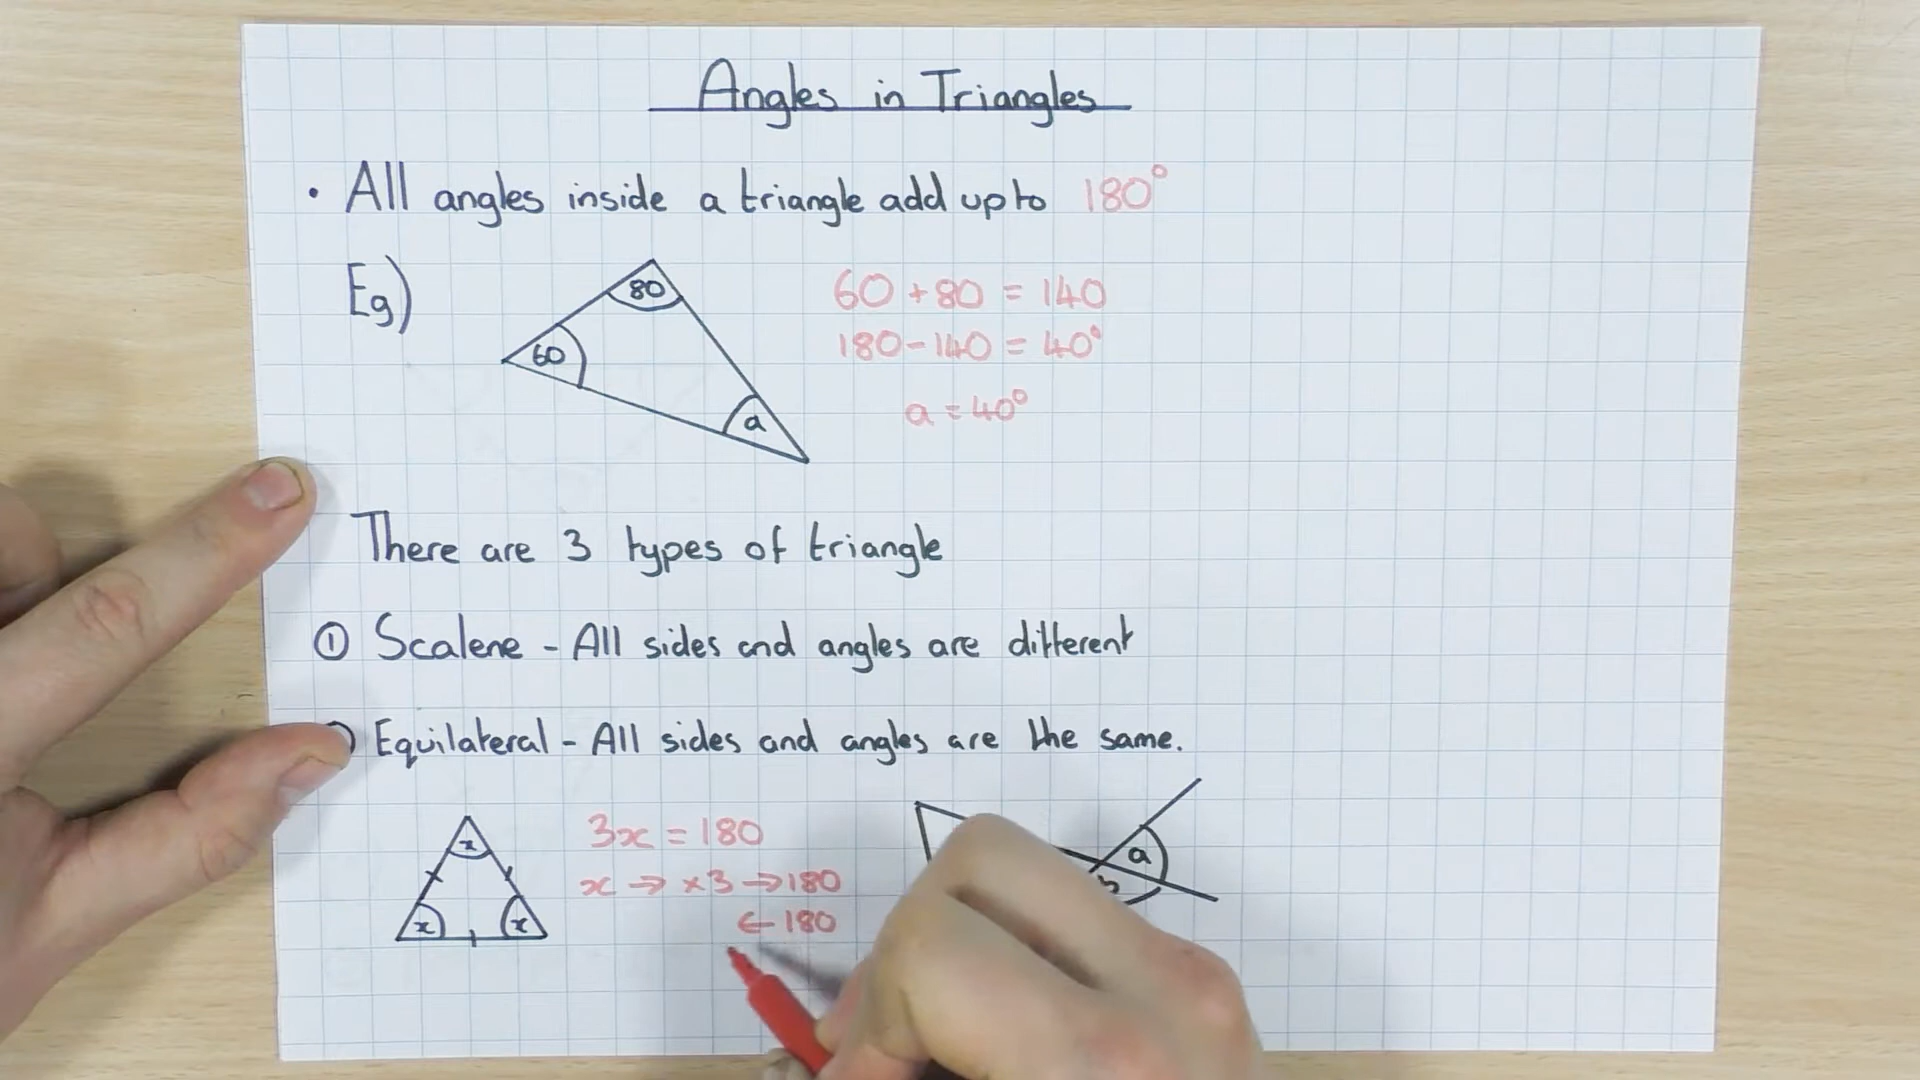 Angles in Triangles
• All angles inside a triangle add up to 180°
Eg)
80
60
a
60 + 80 = 140
180 - 140 = 40°
a = 40°
There are 3 types of triangle
① Scalene - All sides and angles are different
Equilateral - All sides and angles are the same.
x
x
x
3x = 180
x → ×3 → 180
← 180
a